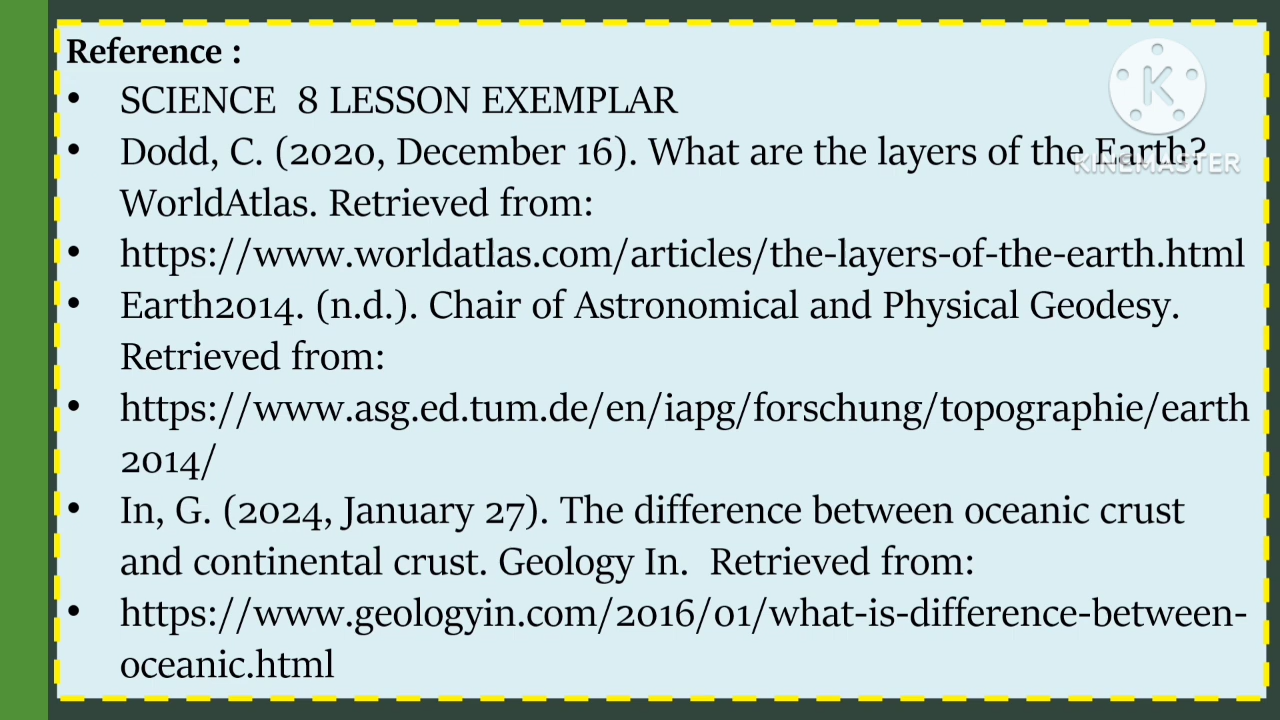 Reference :
• SCIENCE 8 LESSON EXEMPLAR
• Dodd, C. (2020, December 16). What are the layers of the Earth?
WorldAtlas. Retrieved from:
• https://www.worldatlas.com/articles/the-layers-of-the-earth.html
• Earth2014. (n.d.). Chair of Astronomical and Physical Geodesy.
Retrieved from:
• https://www.asg.ed.tum.de/en/iapg/forschung/topographie/earth
2014/
• In, G. (2024, January 27). The difference between oceanic crust
and continental crust. Geology In. Retrieved from:
• https://www.geologyin.com/2016/01/what-is-difference-between-
oceanic.html
K
KINEMASTER